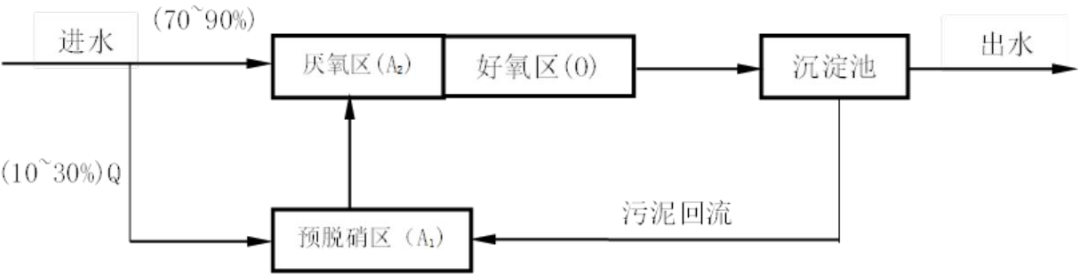 进水
(70~90%)
厌氧区(A₂)
好氧区(O)
沉淀池
出水
(10~30%)Q
预脱硝区（A₁)
污泥回流